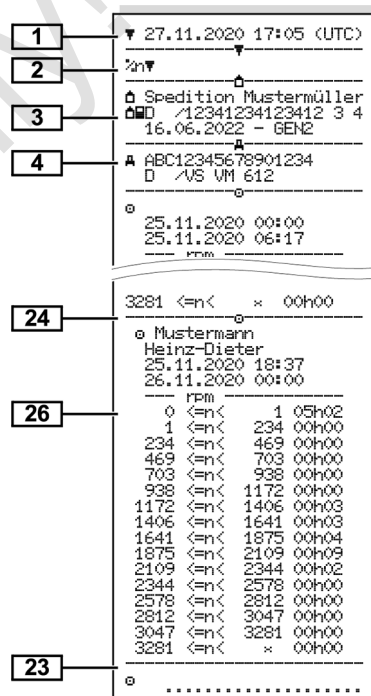 1
▼ 27.11.2020 17:05 (UTC)
2
%n▼
3
Spedition Mustermüller
D /12341234123412 3 4
16.06.2022 - GEN2
4
A ABC12345678901234
D /VS VM 612
25.11.2020 00:00
25.11.2020 06:17
--- rpm ---
3281 <=n< × 00h00
24
Mustermann
Heinz-Dieter
25.11.2020 18:37
26.11.2020 00:00
26
--- rpm ---
0 <=n< 1 05h02
1 <=n< 234 00h00
234 <=n< 469 00h00
469 <=n< 703 00h00
703 <=n< 938 00h00
938 <=n< 1172 00h00
1172 <=n< 1406 00h03
1406 <=n< 1641 00h03
1641 <=n< 1875 00h04
1875 <=n< 2109 00h09
2109 <=n< 2344 00h02
2344 <=n< 2578 00h00
2578 <=n< 2812 00h00
2812 <=n< 3047 00h00
3047 <=n< 3281 00h00
3281 <=n< × 00h00
23
....................